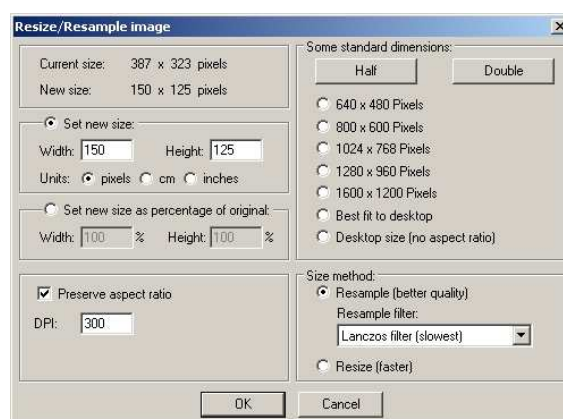 Resize/Resample image
Current size: 387 x 323 pixels
New size: 150 x 125 pixels
Set new size:
Width: 150 Height: 125
Units: pixels cm inches
Set new size as percentage of original:
Width: 100 % Height: 100 %
Preserve aspect ratio
DPI: 300
Some standard dimensions:
Half Double
640 x 480 Pixels
800 x 600 Pixels
1024 x 768 Pixels
1280 x 960 Pixels
1600 x 1200 Pixels
Best fit to desktop
Desktop size (no aspect ratio)
Size method:
Resample (better quality)
Resample filter:
Lanczos filter (slowest)
Resize (faster)
OK Cancel